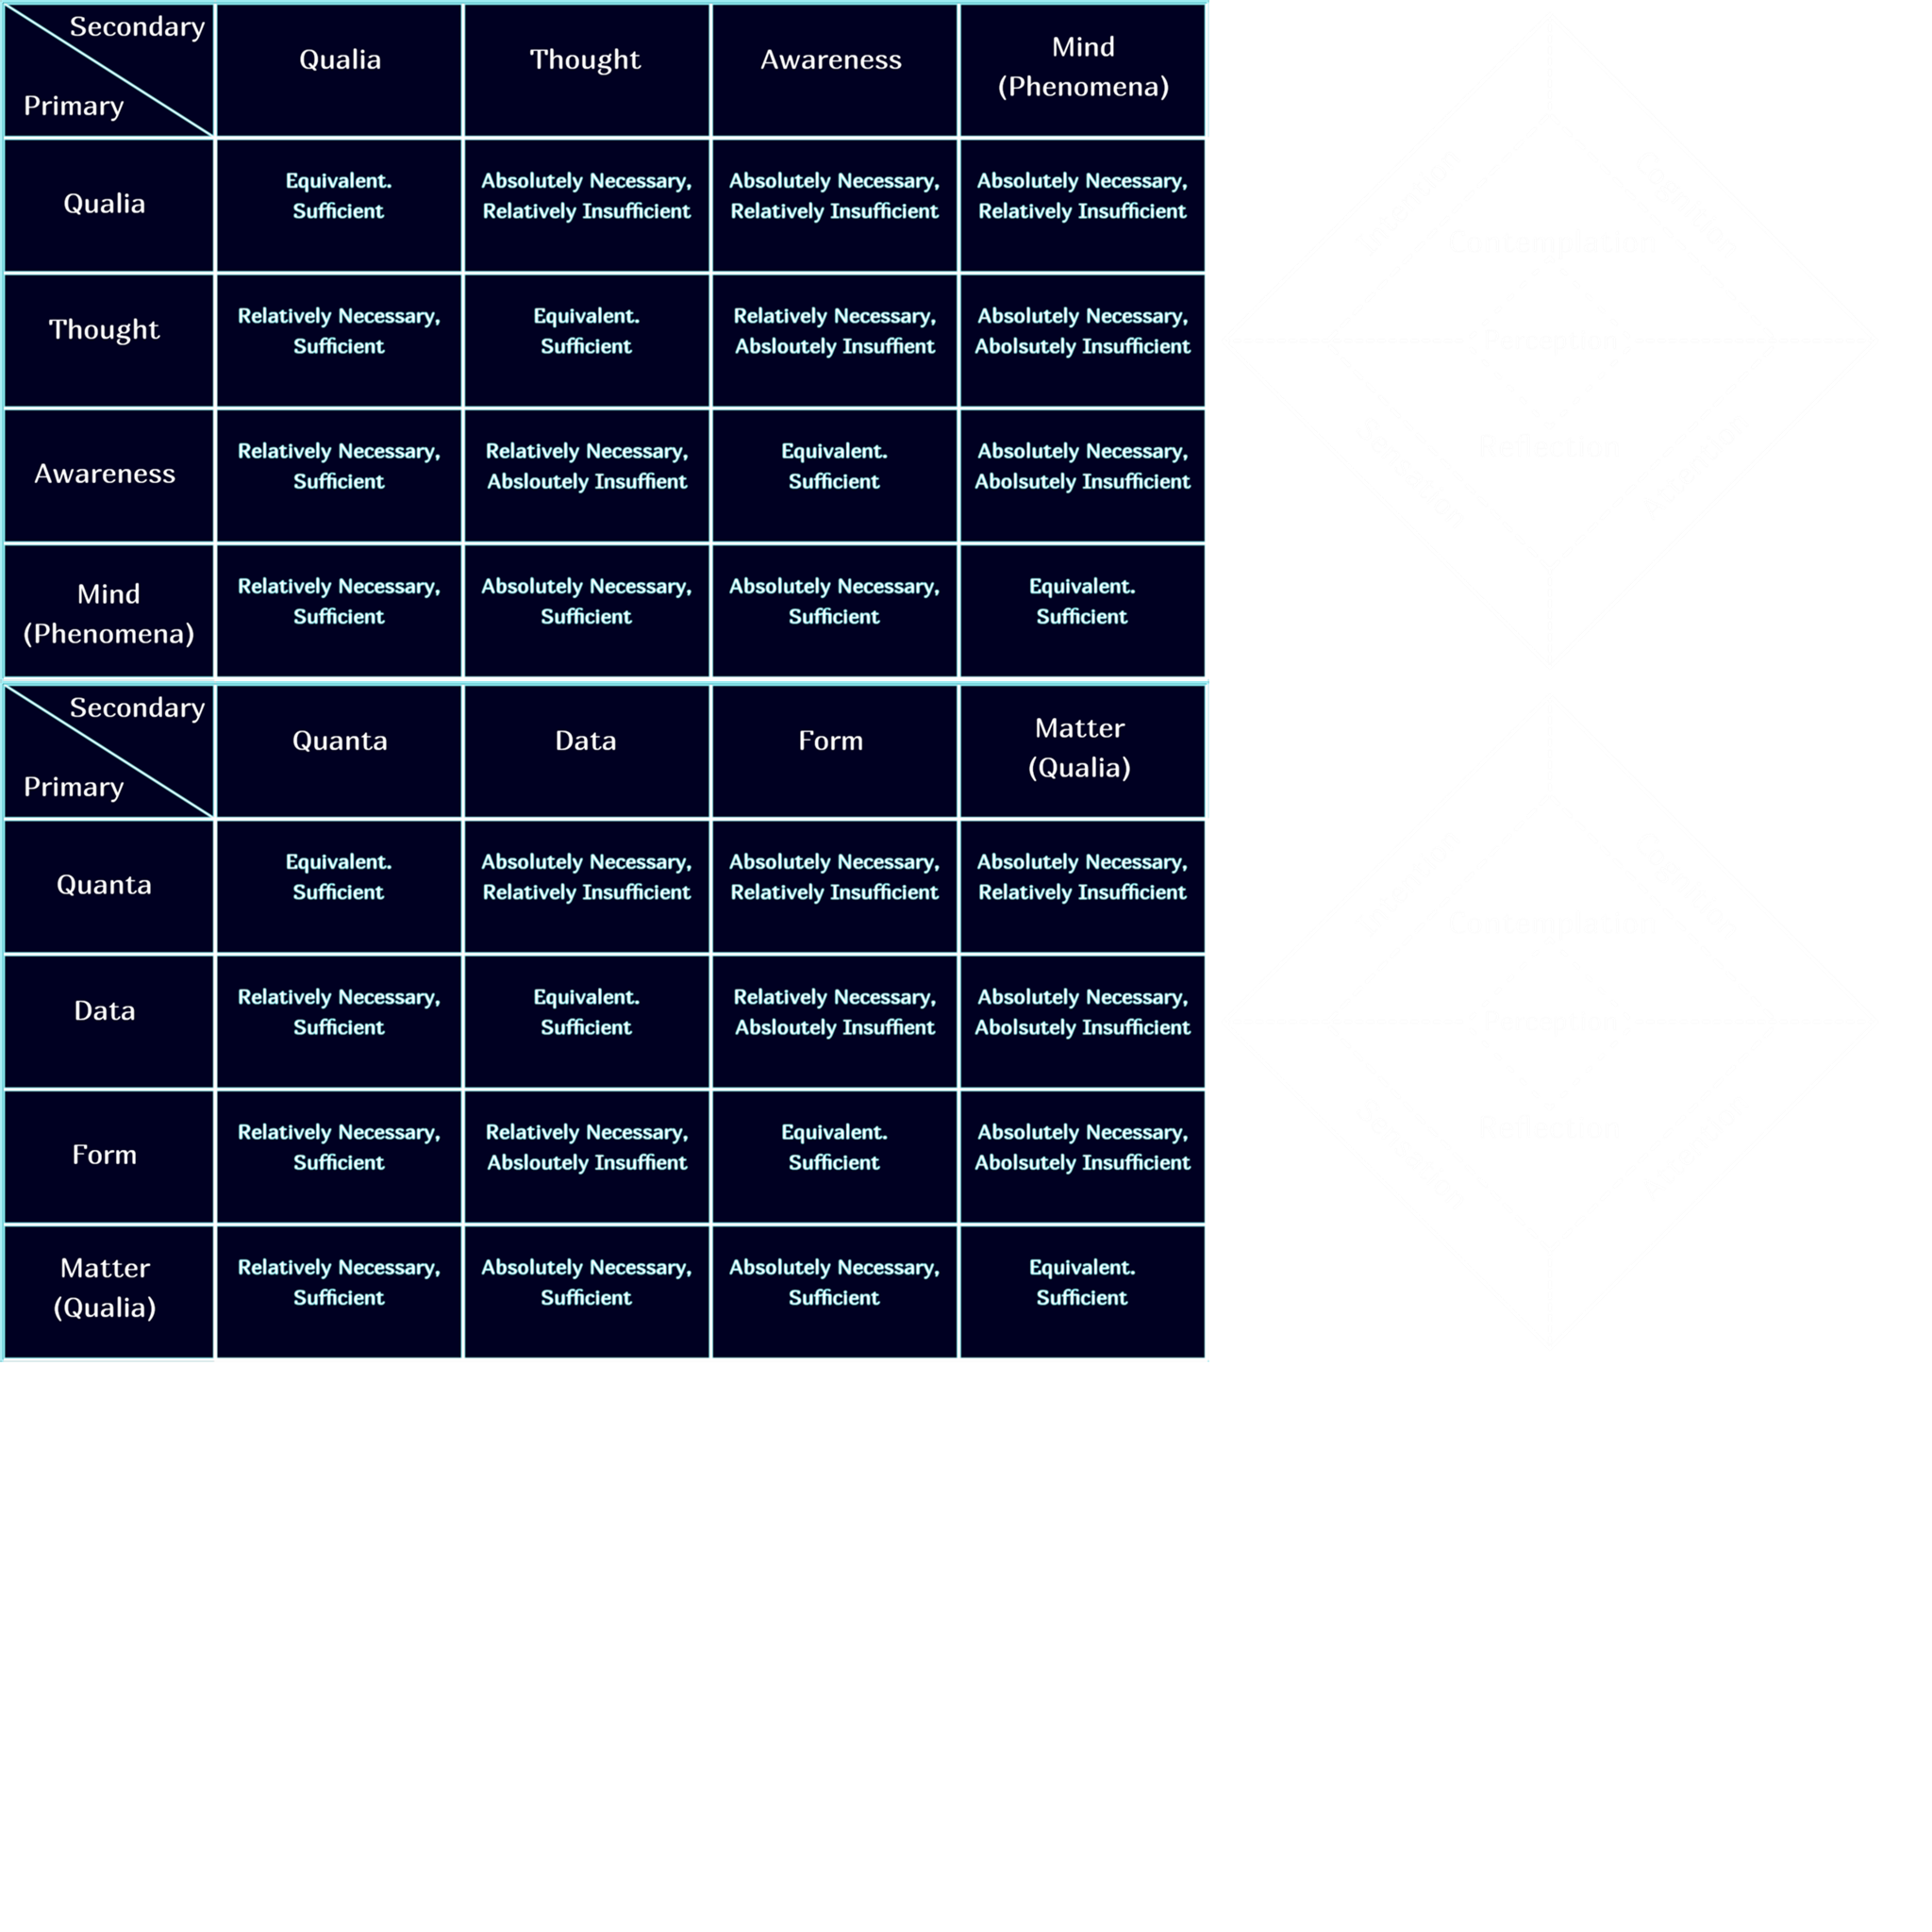 Secondary
Primary
Qualia
Thought
Awareness
Mind
(Phenomena)
Qualia
Equivalent.
Sufficient
Absolutely Necessary,
Relatively Insufficient
Absolutely Necessary,
Relatively Insufficient
Absolutely Necessary,
Relatively Insufficient
Thought
Relatively Necessary,
Sufficient
Equivalent.
Sufficient
Relatively Necessary,
Absloutely Insuffient
Absolutely Necessary,
Abolsutely Insufficient
Awareness
Relatively Necessary,
Sufficient
Relatively Necessary,
Absloutely Insuffient
Equivalent.
Sufficient
Absolutely Necessary,
Abolsutely Insufficient
Mind
(Phenomena)
Relatively Necessary,
Sufficient
Absolutely Necessary,
Sufficient
Absolutely Necessary,
Sufficient
Equivalent.
Sufficient
Secondary
Primary
Quanta
Data
Form
Matter
(Qualia)
Quanta
Equivalent.
Sufficient
Absolutely Necessary,
Relatively Insufficient
Absolutely Necessary,
Relatively Insufficient
Absolutely Necessary,
Relatively Insufficient
Data
Relatively Necessary,
Sufficient
Equivalent.
Sufficient
Relatively Necessary,
Absloutely Insuffient
Absolutely Necessary,
Abolsutely Insufficient
Form
Relatively Necessary,
Sufficient
Relatively Necessary,
Absloutely Insuffient
Equivalent.
Sufficient
Absolutely Necessary,
Abolsutely Insufficient
Matter
(Qualia)
Relatively Necessary,
Sufficient
Absolutely Necessary,
Sufficient
Absolutely Necessary,
Sufficient
Equivalent.
Sufficient